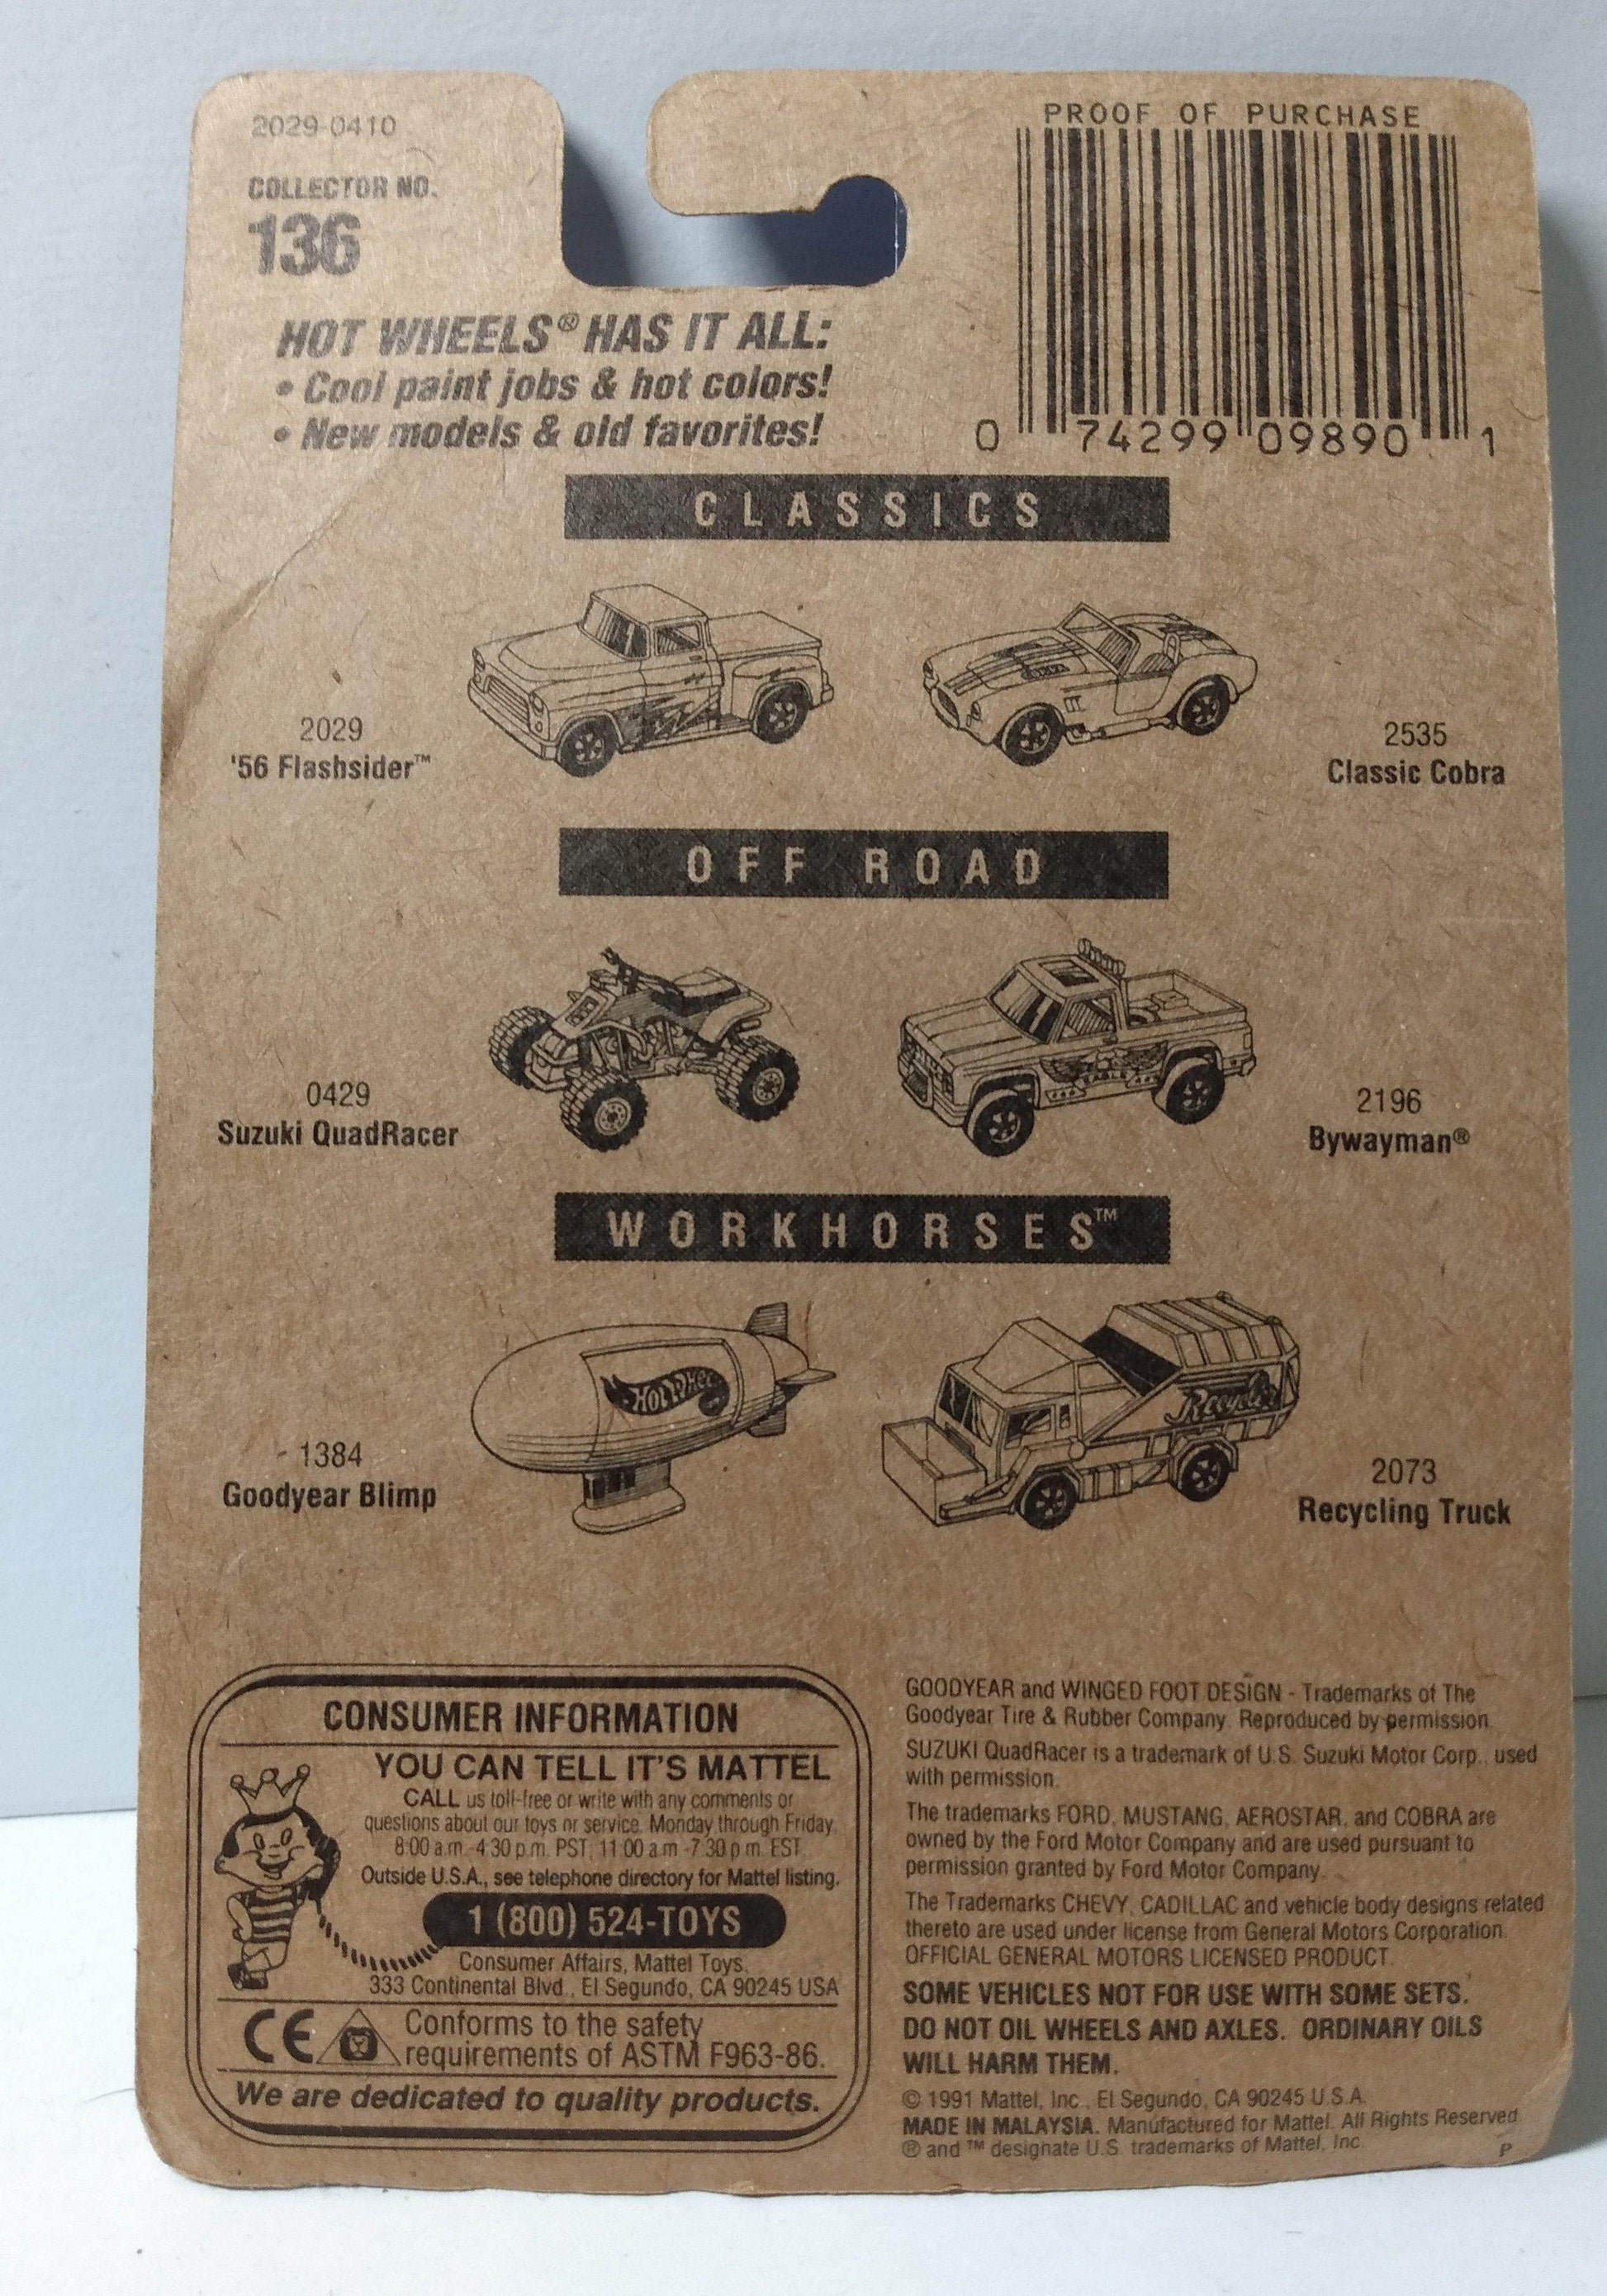 2029-0410
COLLECTOR NO.
136
PROOF OF PURCHASE
0 74299 09890 1
HOT WHEELS® HAS IT ALL:
• Cool paint jobs & hot colors!
• New models & old favorites!
CLASSICS
2029
'56 Flashsider™
2535
Classic Cobra
OFF ROAD
0429
Suzuki QuadRacer
EAGLE
2196
Bywayman®
WORKHORSES™
1384
Goodyear Blimp
Recycler
2073
Recycling Truck
CONSUMER INFORMATION
YOU CAN TELL IT'S MATTEL
CALL us toll-free or write with any comments or
questions about our toys or service. Monday through Friday,
8:00 a.m.-4:30 p.m. PST, 11:00 a.m.-7:30 p.m. EST.
Outside U.S.A., see telephone directory for Mattel listing.
1 (800) 524-TOYS
Consumer Affairs, Mattel Toys,
333 Continental Blvd., El Segundo, CA 90245 USA
CE
Conforms to the safety
requirements of ASTM F963-86.
We are dedicated to quality products.
GOODYEAR and WINGED FOOT DESIGN - Trademarks of The
Goodyear Tire & Rubber Company. Reproduced by permission.
SUZUKI QuadRacer is a trademark of U.S. Suzuki Motor Corp., used
with permission.
The trademarks FORD, MUSTANG, AEROSTAR, and COBRA are
owned by the Ford Motor Company and are used pursuant to
permission granted by Ford Motor Company.
The Trademarks CHEVY, CADILLAC and vehicle body designs related
thereto are used under license from General Motors Corporation.
OFFICIAL GENERAL MOTORS LICENSED PRODUCT.
SOME VEHICLES NOT FOR USE WITH SOME SETS.
DO NOT OIL WHEELS AND AXLES. ORDINARY OILS
WILL HARM THEM.
© 1991 Mattel, Inc., El Segundo, CA 90245 U.S.A.
MADE IN MALAYSIA. Manufactured for Mattel. All Rights Reserved.
® and ™ designate U.S. trademarks of Mattel, Inc.
P